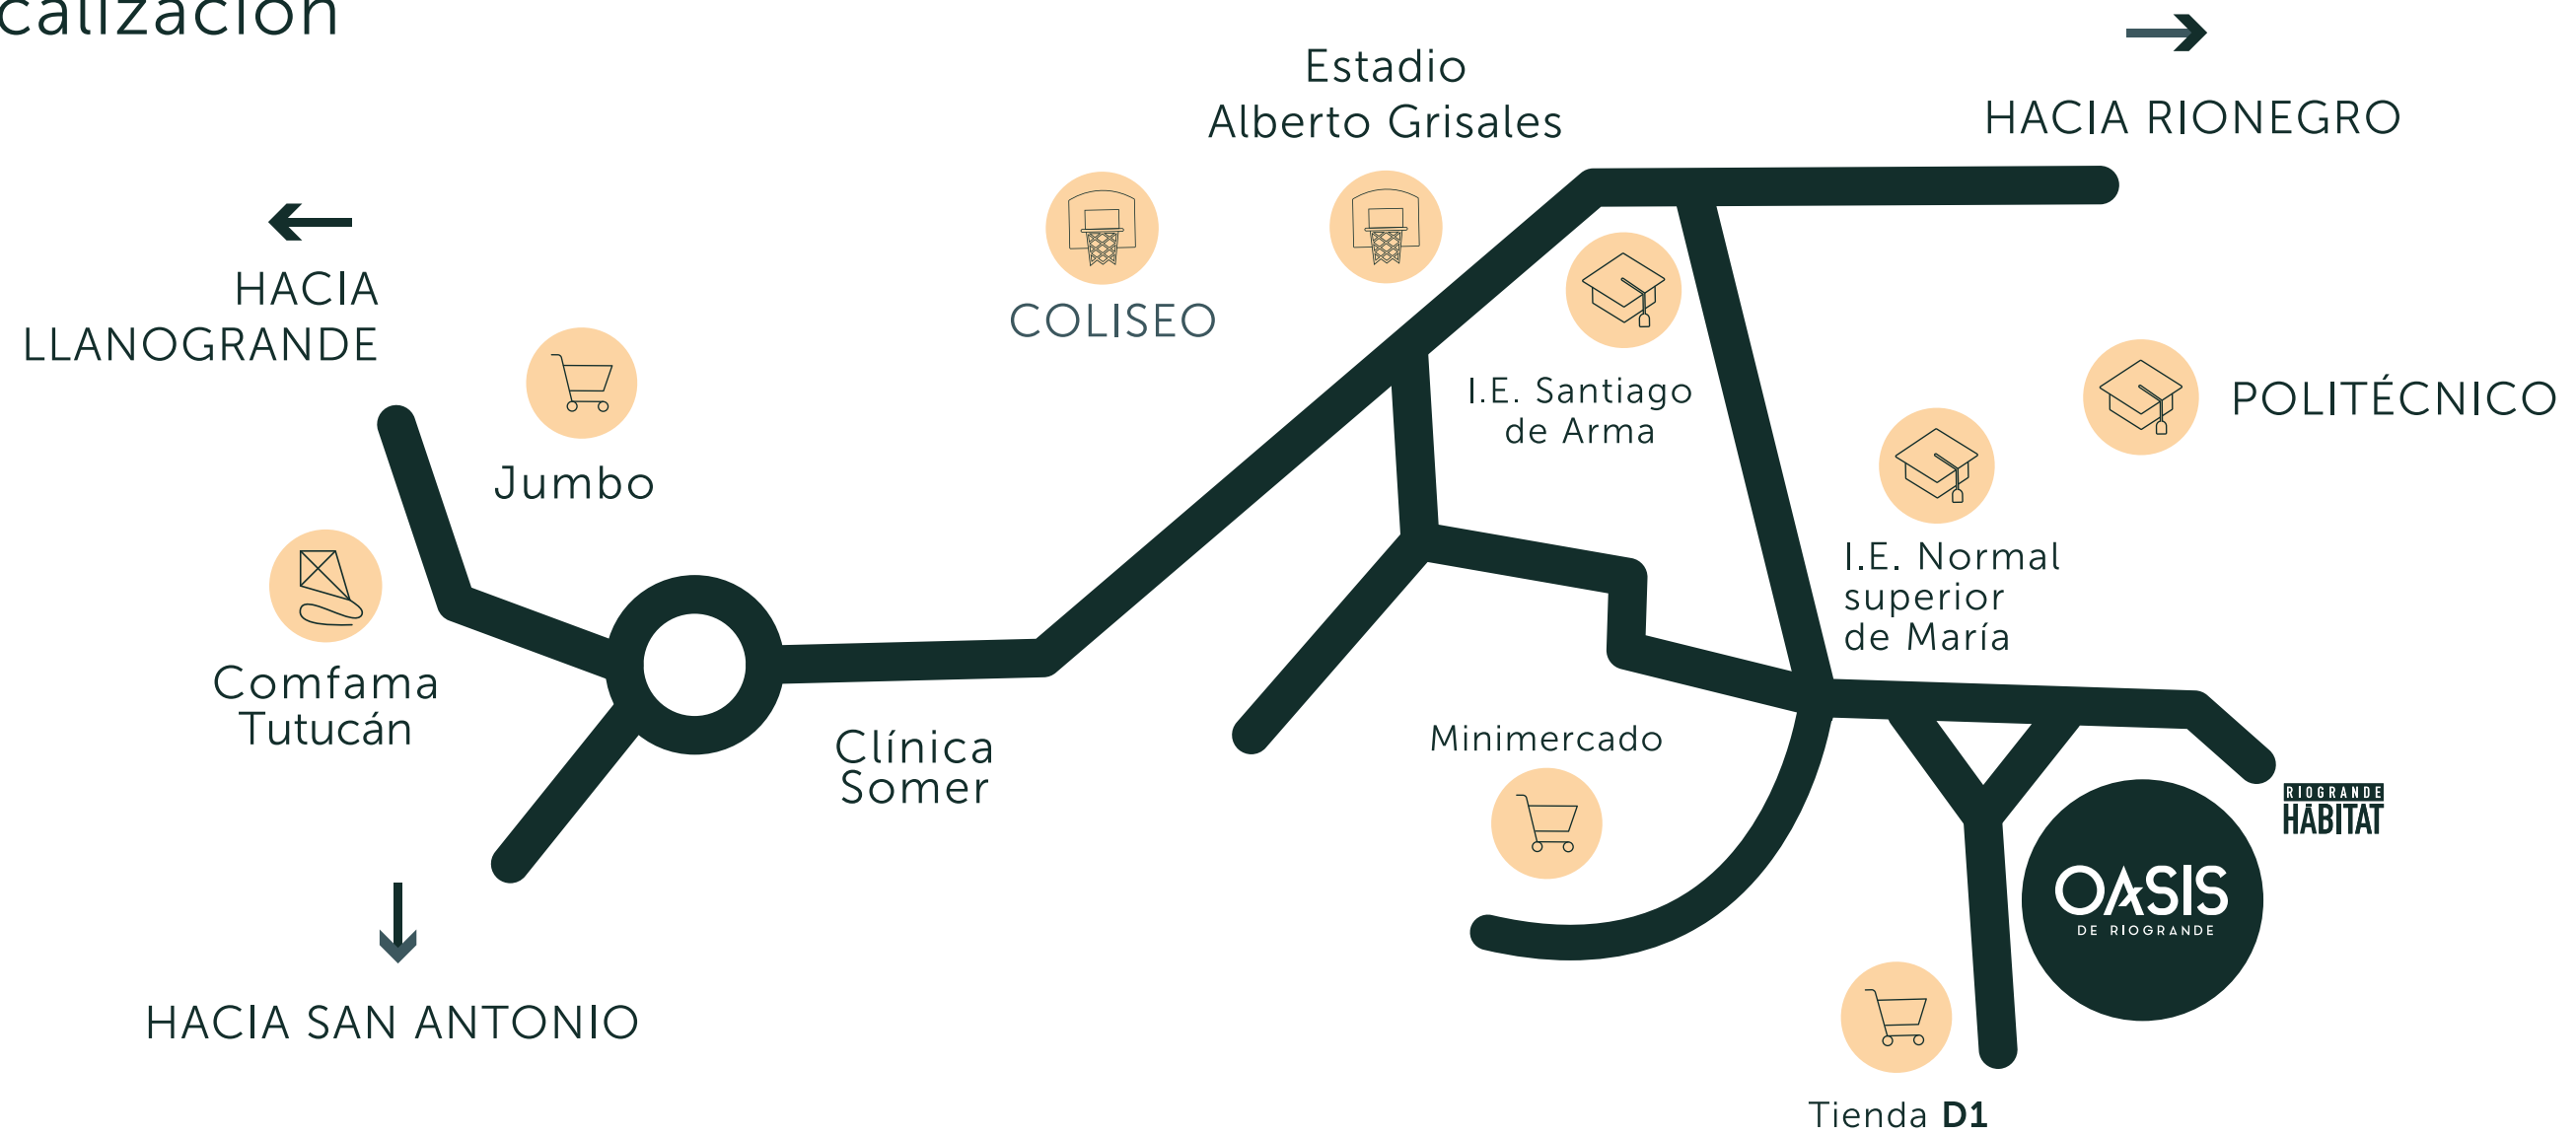 calización
Estadio
Alberto Grisales
HACIA RIONEGRO
HACIA
LLANOGRANDE
COLISEO
I.E. Santiago
de Arma
POLITÉCNICO
Jumbo
I.E. Normal
superior
de María
Comfama
Tutucán
Clínica
Somer
Minimercado
RIOGRANDE
HÁBITAT
OASIS
DE RIOGRANDE
HACIA SAN ANTONIO
Tienda D1